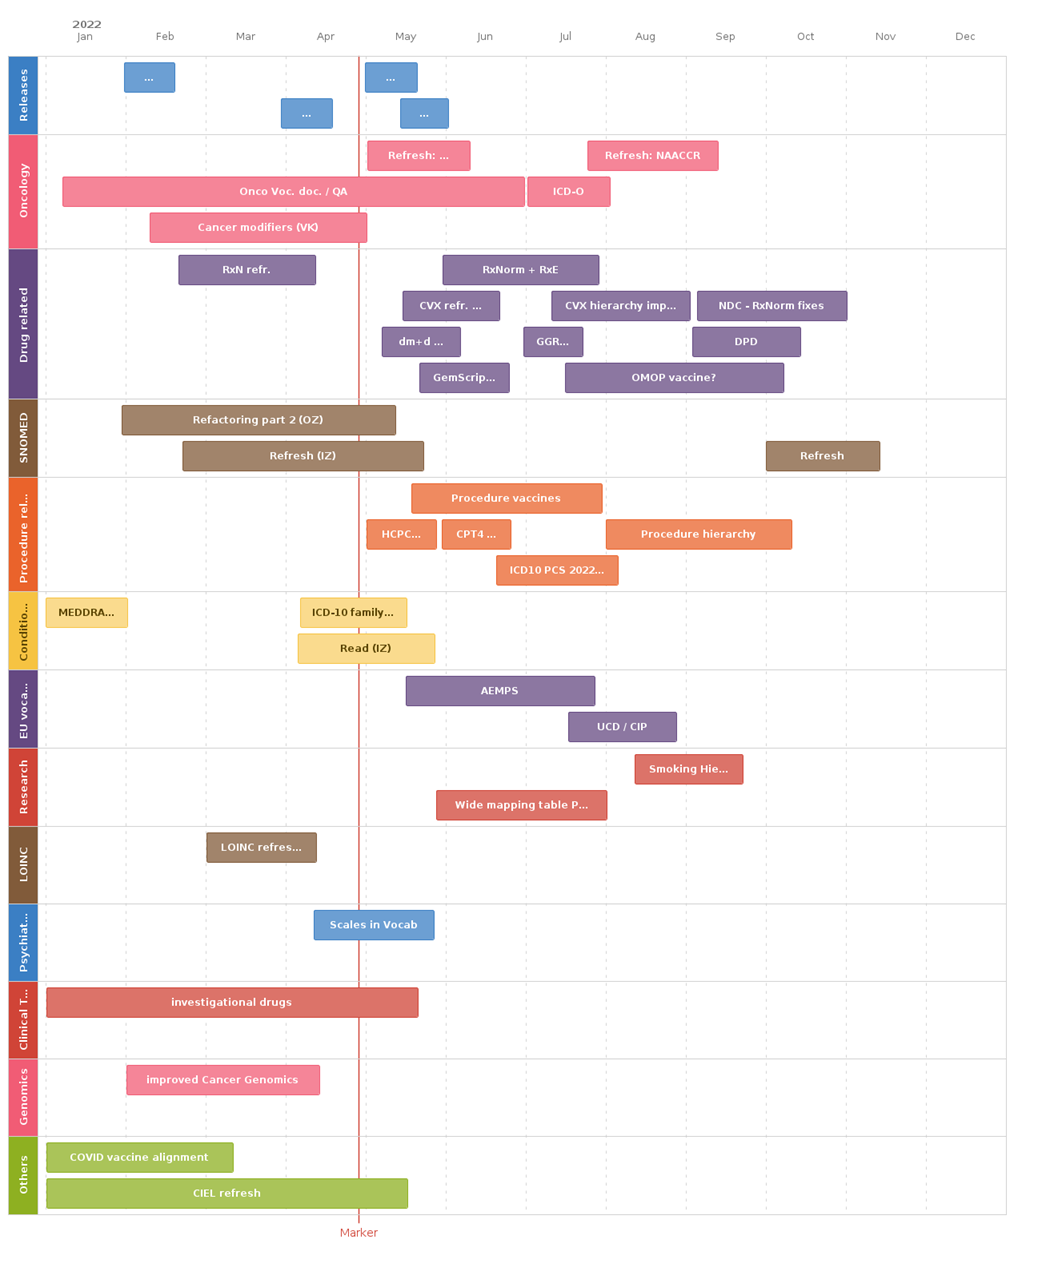 2022
Jan Feb Mar Apr May Jun Jul Aug Sep Oct Nov Dec
Releases
... ...
... ...
Oncology
Refresh: ... Refresh: NAACCR
Onco Voc. doc. / QA ICD-O
Cancer modifiers (VK)
Drug related
RxN refr. RxNorm + RxE
CVX refr. ... CVX hierarchy imp... NDC - RxNorm fixes
dm+d ... GGR... DPD
GemScrip... OMOP vaccine?
SNOMED
Refactoring part 2 (OZ)
Refresh (IZ) Refresh
Procedure rel...
Procedure vaccines
HCPC... CPT4 ... Procedure hierarchy
ICD10 PCS 2022...
Conditio...
MEDDRA... ICD-10 family...
Read (IZ)
EU voca...
AEMPS
UCD / CIP
Research
Smoking Hie...
Wide mapping table P...
LOINC
LOINC refres...
Psychiat...
Scales in Vocab
Clinical T...
investigational drugs
Genomics
improved Cancer Genomics
Others
COVID vaccine alignment
CIEL refresh
Marker